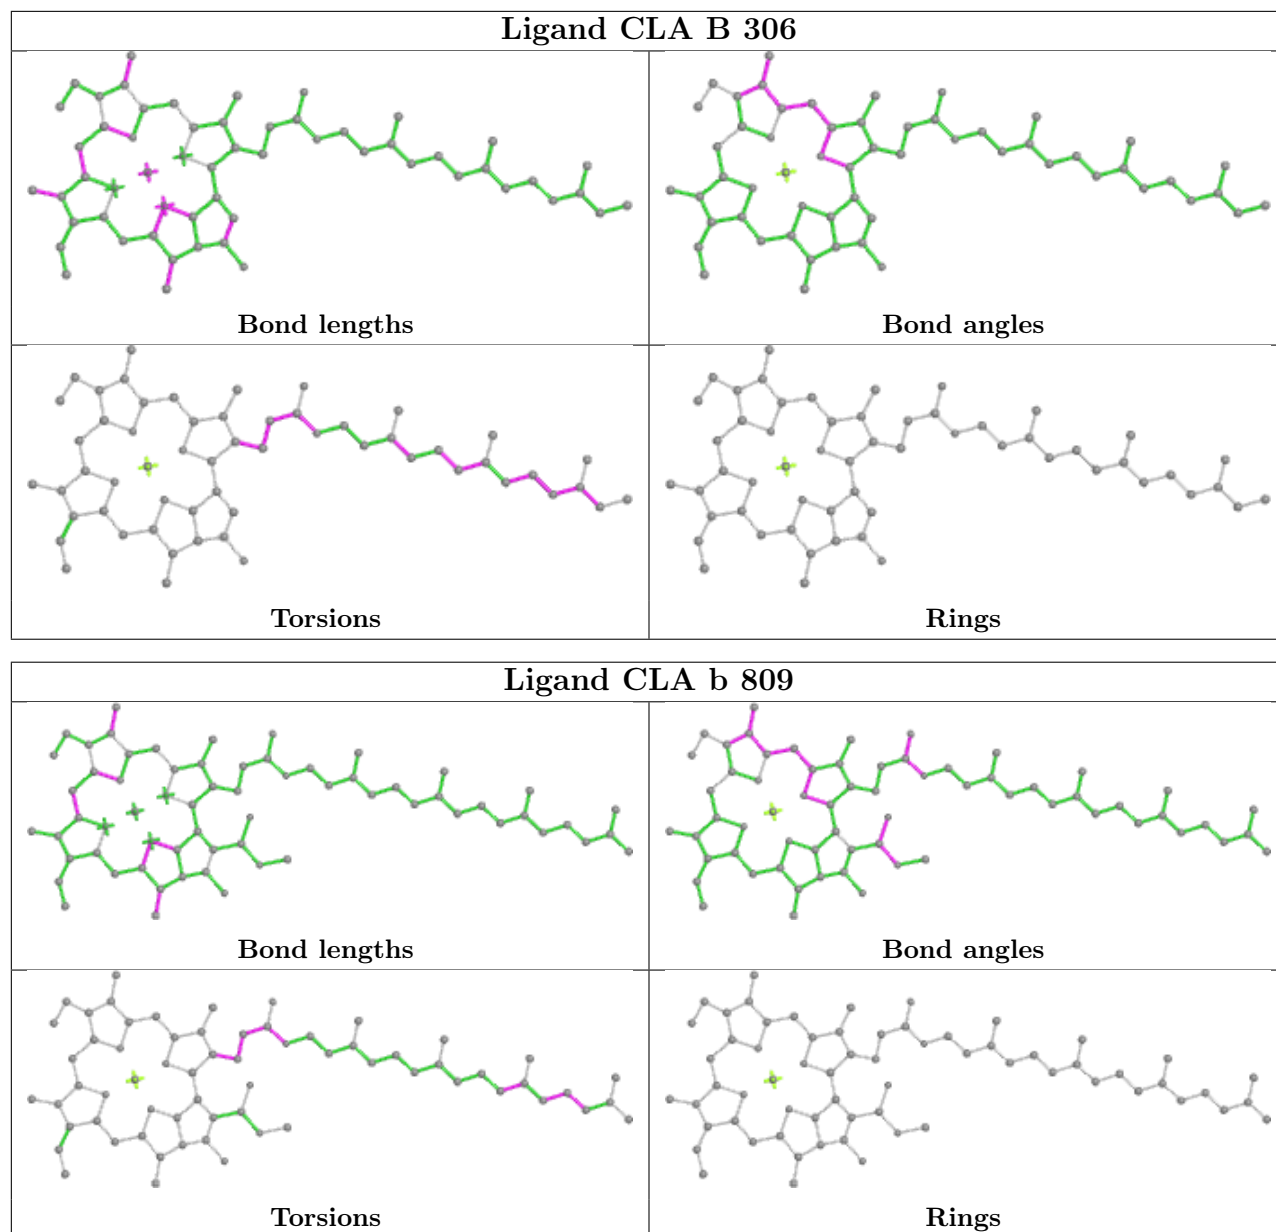 Ligand CLA B 306
Bond lengths
Bond angles
Torsions
Rings
Ligand CLA b 809
Bond lengths
Bond angles
Torsions
Rings